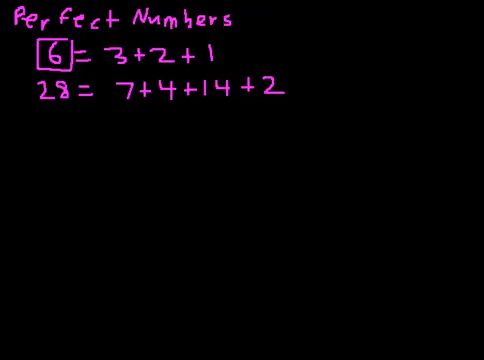 Perfect Numbers
6 = 3 + 2 + 1
28 = 7 + 4 + 14 + 2